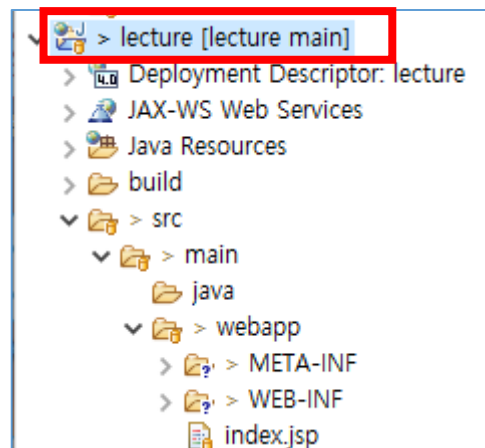 > lecture [lecture main]
Deployment Descriptor: lecture
JAX-WS Web Services
Java Resources
build
> src
> main
java
> webapp
> META-INF
> WEB-INF
index.jsp